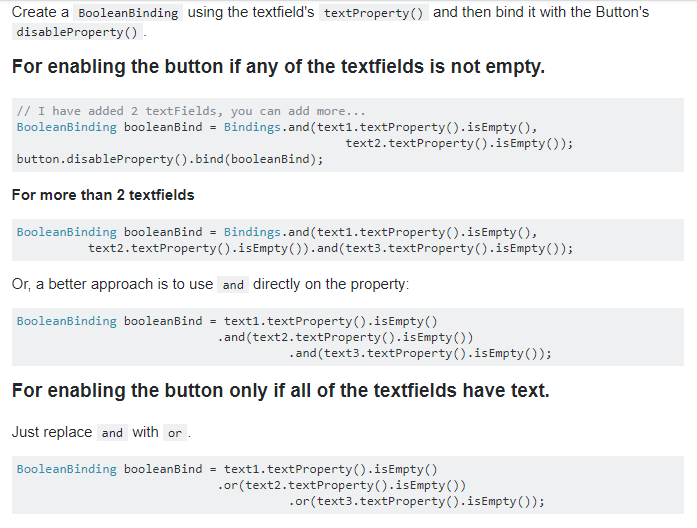 Create a BooleanBinding using the textfield's textProperty() and then bind it with the Button's
disableProperty() .
For enabling the button if any of the textfields is not empty.
// I have added 2 textFields, you can add more...
BooleanBinding booleanBind = Bindings.and(text1.textProperty().isEmpty(),
text2.textProperty().isEmpty());
button.disableProperty().bind(booleanBind);
For more than 2 textfields
BooleanBinding booleanBind = Bindings.and(text1.textProperty().isEmpty(),
text2.textProperty().isEmpty()).and(text3.textProperty().isEmpty());
Or, a better approach is to use and directly on the property:
BooleanBinding booleanBind = text1.textProperty().isEmpty()
.and(text2.textProperty().isEmpty())
.and(text3.textProperty().isEmpty());
For enabling the button only if all of the textfields have text.
Just replace and with or .
BooleanBinding booleanBind = text1.textProperty().isEmpty()
.or(text2.textProperty().isEmpty())
.or(text3.textProperty().isEmpty());